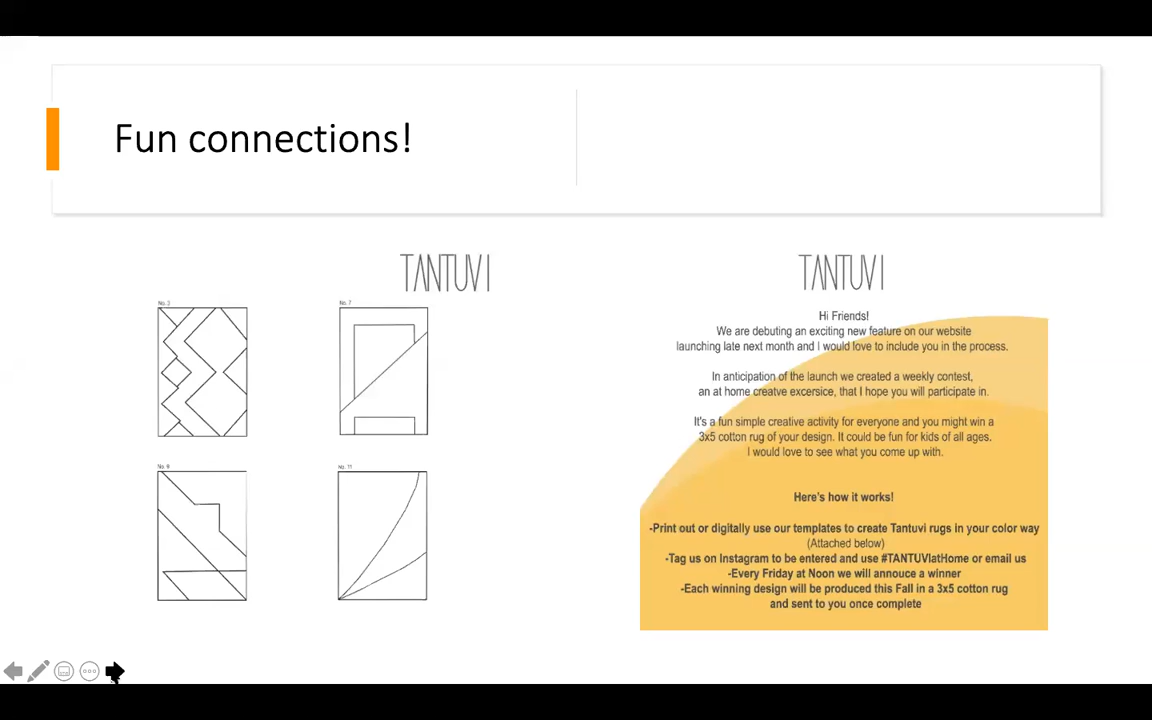 Fun connections!
TANTUVI
No. 7
No. 11
TANTUVI
Hi Friends!
We are debuting an exciting new feature on our website
launching late next month and I would love to include you in the process.
In anticipation of the launch we created a weekly contest,
an at home creatve excersice, that I hope you will participate in.
It's a fun simple creative activity for everyone and you might win a
3x5 cotton rug of your design. It could be fun for kids of all ages.
I would love to see what you come up with.
Here's how it works!
-Print out or digitally use our templates to create Tantuvi rugs in your color way
(Attached below)
-Tag us on Instagram to be entered and use #TANTUVIatHome or email us
-Every Friday at Noon we will annouce a winner
-Each winning design will be produced this Fall in a 3x5 cotton rug
and sent to you once complete